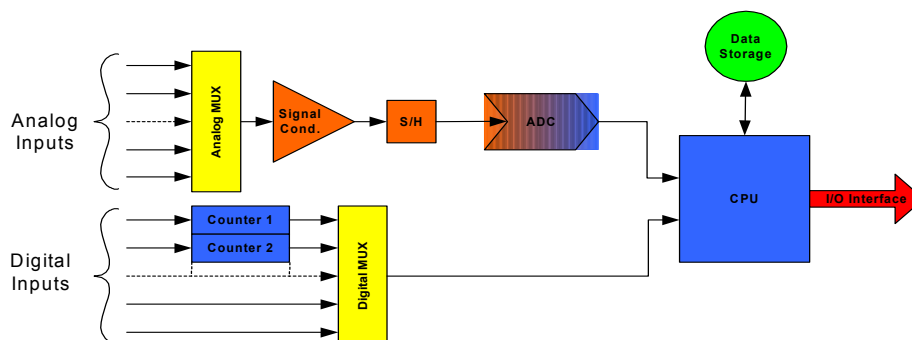 Analog
Inputs
Analog MUX
Signal
Cond.
S/H
ADC
Data
Storage
CPU
I/O Interface
Digital
Inputs
Counter 1
Counter 2
Digital MUX